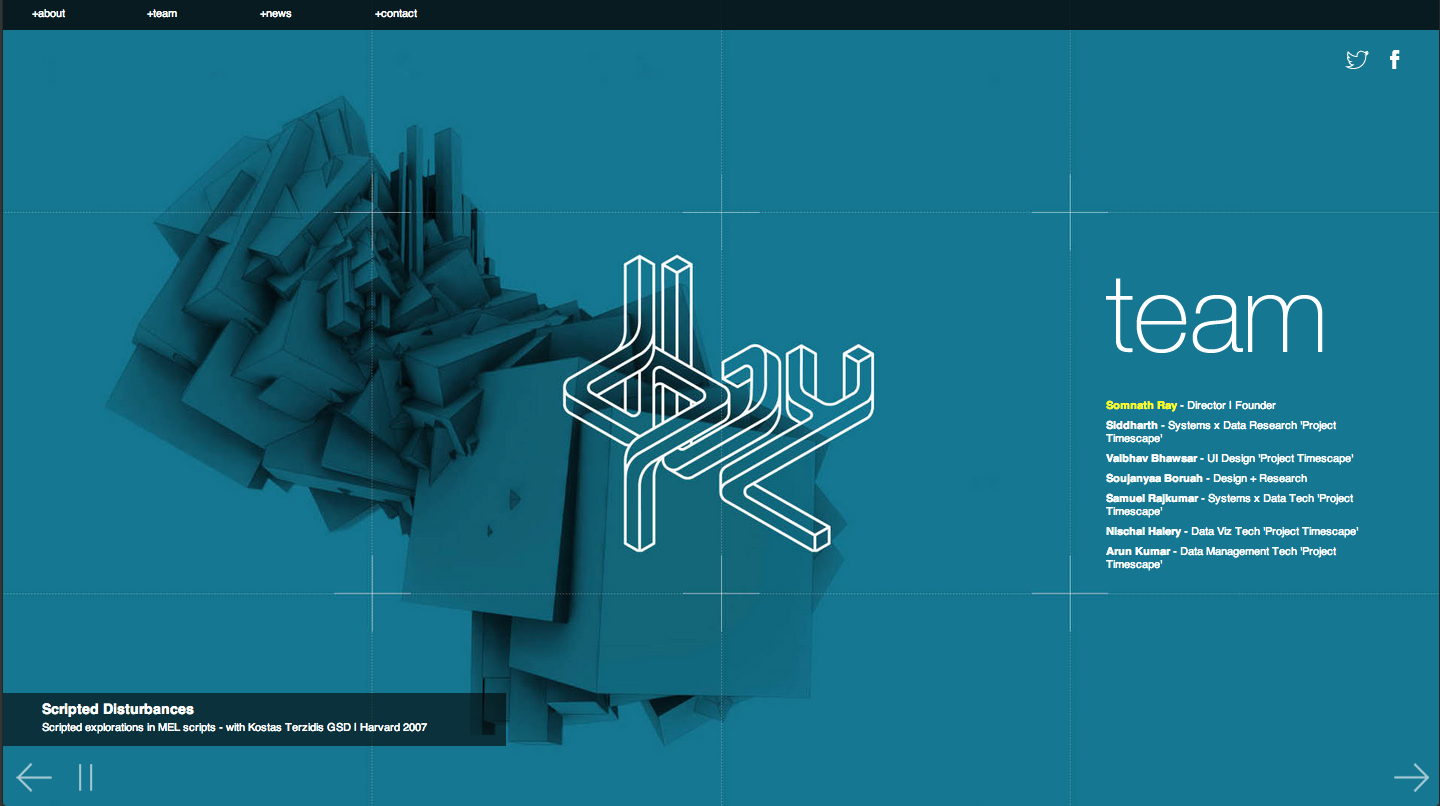 +about
+team
+news
+contact
team
Somnath Ray - Director | Founder
Siddharth - Systems x Data Research 'Project
Timescape'
Vaibhav Bhawsar - UI Design 'Project Timescape'
Soujanyaa Boruah - Design + Research
Samuel Rajkumar - Systems x Data Tech 'Project
Timescape'
Nischal Halery - Data Viz Tech 'Project Timescape'
Arun Kumar - Data Management Tech 'Project
Timescape'
Scripted Disturbances
Scripted explorations in MEL scripts - with Kostas Terzidis GSD | Harvard 2007